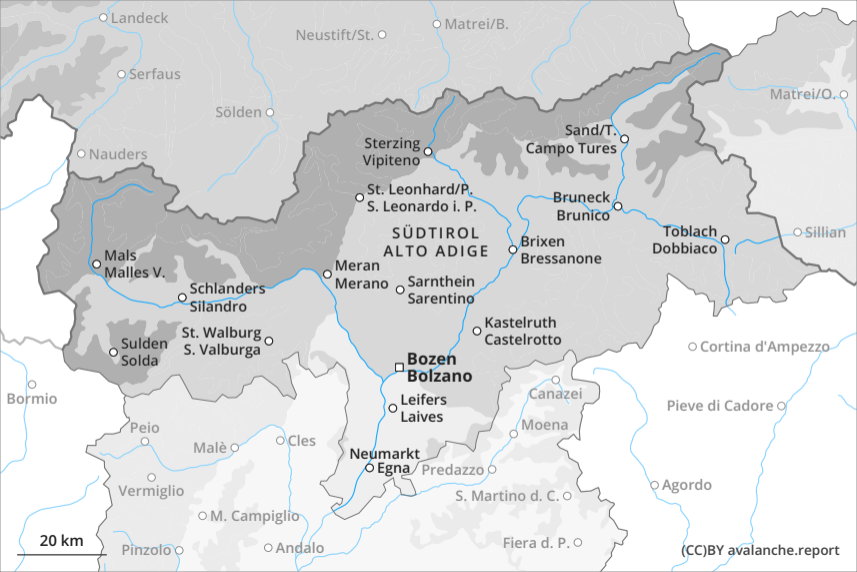 Landeck
Matrei/B.
Neustift/St.
Serfaus
Matrei/O.
Sölden
Sand/T.
Campo Tures
Sterzing
Vipiteno
Nauders
St. Leonhard/P.
S. Leonardo i. P.
Bruneck
Brunico
SÜDTIROL
ALTO ADIGE
Toblach
Dobbiaco
Sillian
Brixen
Bressanone
Mals
Malles V.
Meran
Merano
Sarnthein
Sarentino
Schlanders
Silandro
Kastelruth
Castelrotto
St. Walburg
S. Valburga
Sulden
Solda
Cortina d'Ampezzo
Bozen
Bolzano
Bormio
Canazei
Leifers
Laives
Pieve di Cadore
Peio
Moena
Malè
Cles
Neumarkt
Egna
Predazzo
Vermiglio
Agordo
S. Martino d. C.
M. Campiglio
Fiera d. P.
20 km
Pinzolo
Andalo
(CC)BY avalanche.report